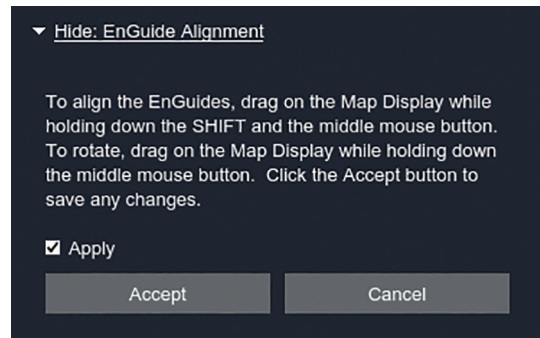 Hide: EnGuide Alignment
To align the EnGuides, drag on the Map Display while
holding down the SHIFT and the middle mouse button.
To rotate, drag on the Map Display while holding down
the middle mouse button.  Click the Accept button to
save any changes.
Apply
Accept Cancel